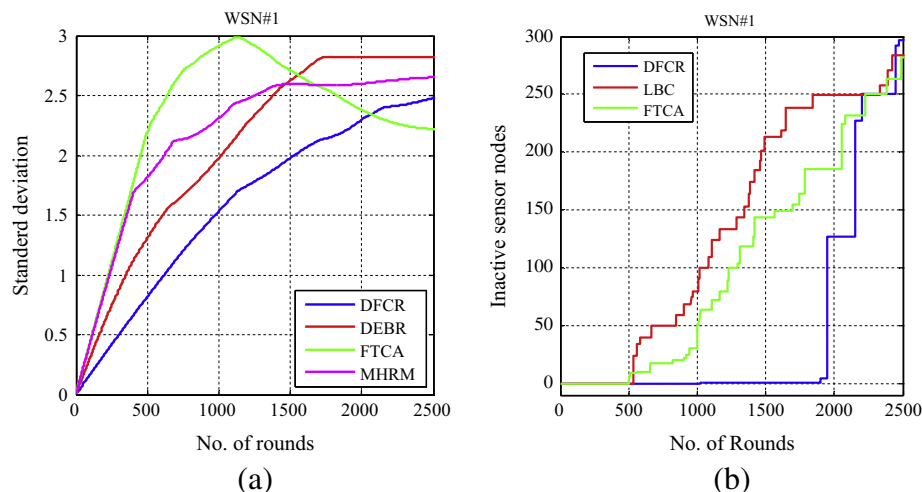 WSN#1
3
2.5
2
1.5
1
0.5
0
Standerd deviation
DFCR
DEBR
FTCA
MHRM
0 500 1000 1500 2000 2500
No. of rounds
(a)
WSN#1
300
250
200
150
100
50
0
Inactive sensor nodes
DFCR
LBC
FTCA
0 500 1000 1500 2000 2500
No. of Rounds
(b)